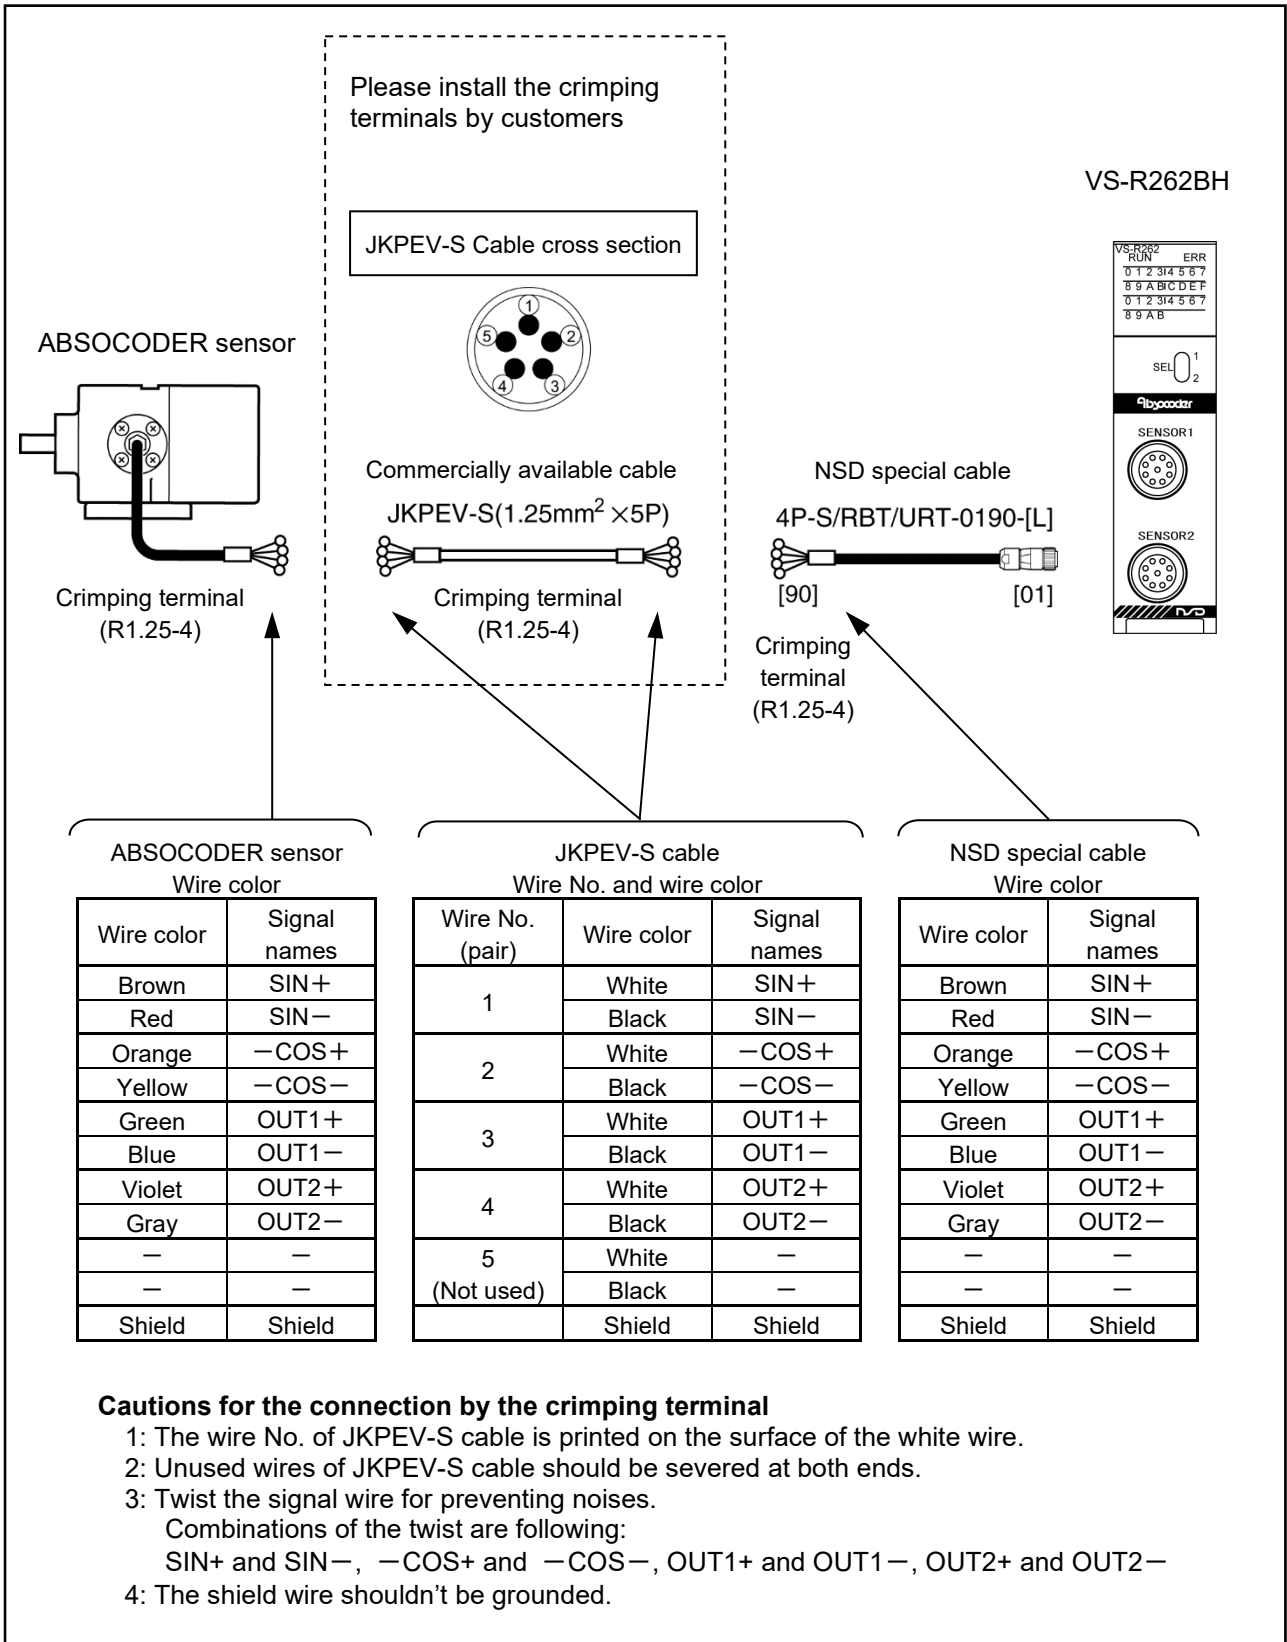 Please install the crimping
terminals by customers
VS-R262BH
JKPEV-S Cable cross section
1
5
2
4
3
ABSOCODER sensor
VS-R262
RUN ERR
0 1 2 3 4 5 6 7
8 9 A B C D E F
0 1 2 3 4 5 6 7
8 9 A B
SEL 1
2
Absocoder
SENSOR1
SENSOR2
NSD
Commercially available cable
JKPEV-S(1.25mm² ×5P)
NSD special cable
4P-S/RBT/URT-0190-[L]
[90] [01]
Crimping terminal
(R1.25-4)
Crimping terminal
(R1.25-4)
Crimping
terminal
(R1.25-4)
ABSOCODER sensor
Wire color
Wire color Signal names
Brown SIN+
Red SIN−
Orange −COS+
Yellow −COS−
Green OUT1+
Blue OUT1−
Violet OUT2+
Gray OUT2−
− −
− −
Shield Shield
JKPEV-S cable
Wire No. and wire color
Wire No. (pair) Wire color Signal names
1 White SIN+
Black SIN−
2 White −COS+
Black −COS−
3 White OUT1+
Black OUT1−
4 White OUT2+
Black OUT2−
5 White −
(Not used) Black −
Shield Shield
NSD special cable
Wire color
Wire color Signal names
Brown SIN+
Red SIN−
Orange −COS+
Yellow −COS−
Green OUT1+
Blue OUT1−
Violet OUT2+
Gray OUT2−
− −
− −
Shield Shield
Cautions for the connection by the crimping terminal
1: The wire No. of JKPEV-S cable is printed on the surface of the white wire.
2: Unused wires of JKPEV-S cable should be severed at both ends.
3: Twist the signal wire for preventing noises.
Combinations of the twist are following:
SIN+ and SIN−, −COS+ and −COS−, OUT1+ and OUT1−, OUT2+ and OUT2−
4: The shield wire shouldn't be grounded.